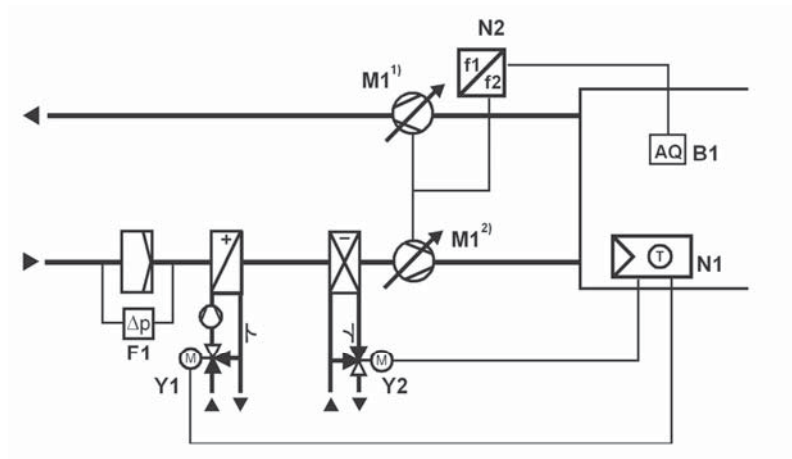 N2
M1¹⁾
f1
f2
AQ B1
+
−
M1²⁾
T
N1
Δp
F1
M
M
Y1
Y2